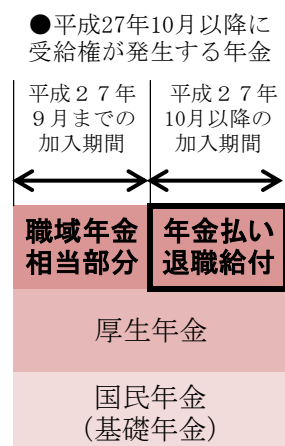 ●平成27年10月以降に
受給権が発生する年金
平成２７年
９月までの
加入期間
平成２７年
10月以降の
加入期間
職域年金
相当部分
年金払い
退職給付
厚生年金
国民年金
(基礎年金)